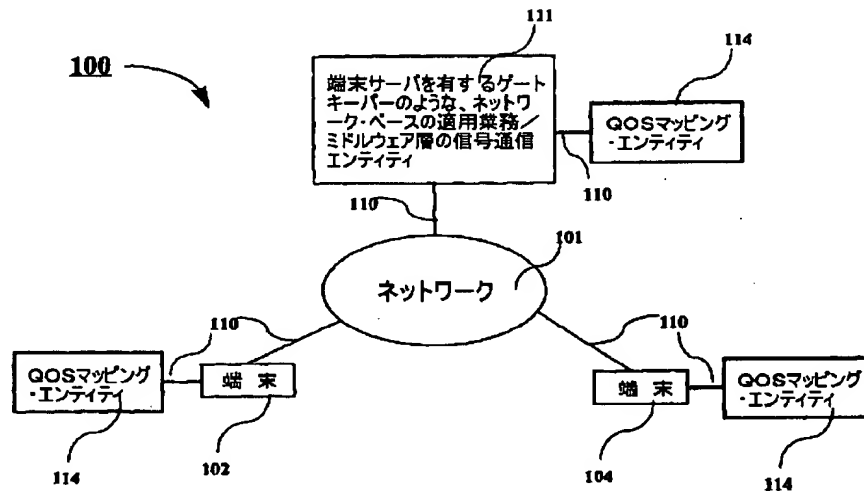 111
114
100
端末サーバを有するゲート
キーパーのような、ネットワ
ーク・ベースの適用業務/
ミドルウェア層の信号通信
エンティティ
QOSマッピング
・エンティティ
110
110
101
ネットワーク
110
110
QOSマッピング
・エンティティ
端 末
端 末
QOSマッピング
・エンティティ
114
102
104
114